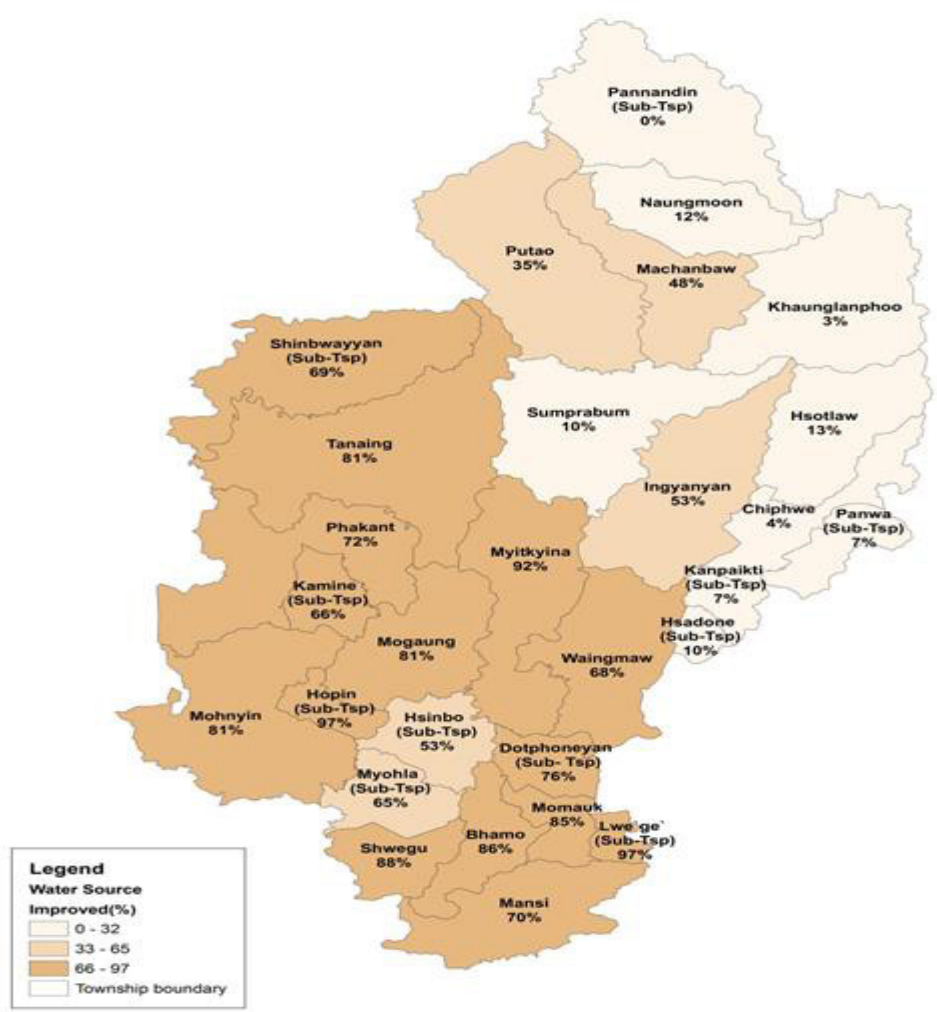 Pannandin
(Sub-Tsp)
0%
Naungmoon
12%
Putao
35%
Machanbaw
48%
Khaunglanphoo
3%
Shinbwayyan
(Sub-Tsp)
69%
Sumprabum
10%
Hsotlaw
13%
Tanaing
81%
Ingyanyan
53%
Chiphwe
4%
Panwa
(Sub-Tsp)
7%
Phakant
72%
Myitkyina
92%
Kanpaikti
(Sub-Tsp)
7%
Kamine
(Sub-Tsp)
66%
Hsadone
(Sub-Tsp)
10%
Mogaung
81%
Waingmaw
68%
Hopin
(Sub-Tsp)
97%
Mohnyin
81%
Hsinbo
(Sub-Tsp)
53%
Dotphoneyan
(Sub- Tsp)
76%
Myohla
(Sub-Tsp)
65%
Momauk
85%
Lwe`ge`
(Sub-Tsp)
97%
Bhamo
86%
Shwegu
88%
Mansi
70%
Legend
Water Source
Improved(%)
0 - 32
33 - 65
66 - 97
Township boundary